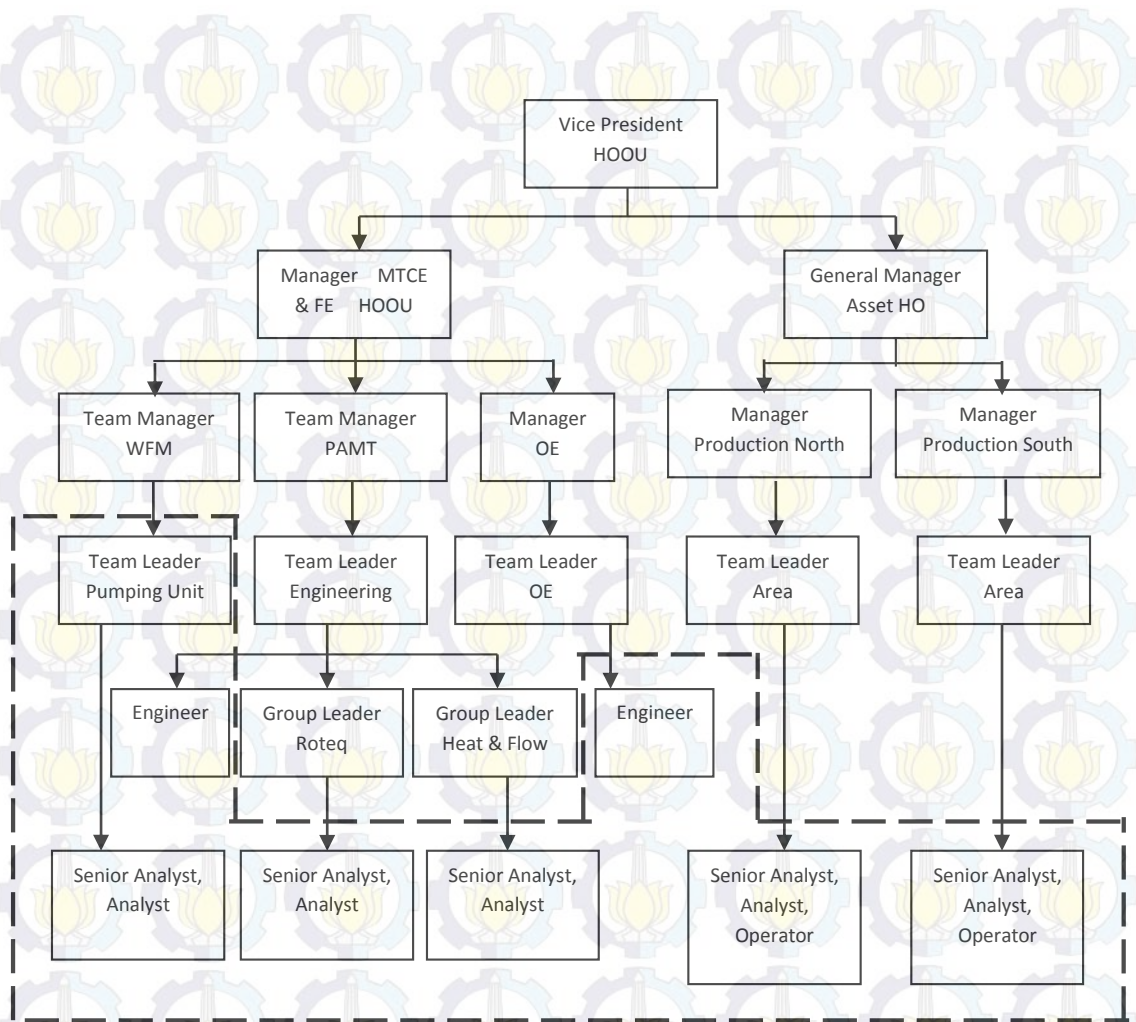 Vice President
HOOU
Manager MTCE
& FE HOOU
General Manager
Asset HO
Team Manager
WFM
Team Manager
PAMT
Manager
OE
Manager
Production North
Manager
Production South
Team Leader
Pumping Unit
Team Leader
Engineering
Team Leader
OE
Team Leader
Area
Team Leader
Area
Engineer
Group Leader
Roteq
Group Leader
Heat & Flow
Engineer
Senior Analyst,
Analyst
Senior Analyst,
Analyst
Senior Analyst,
Analyst
Senior Analyst,
Analyst,
Operator
Senior Analyst,
Analyst,
Operator